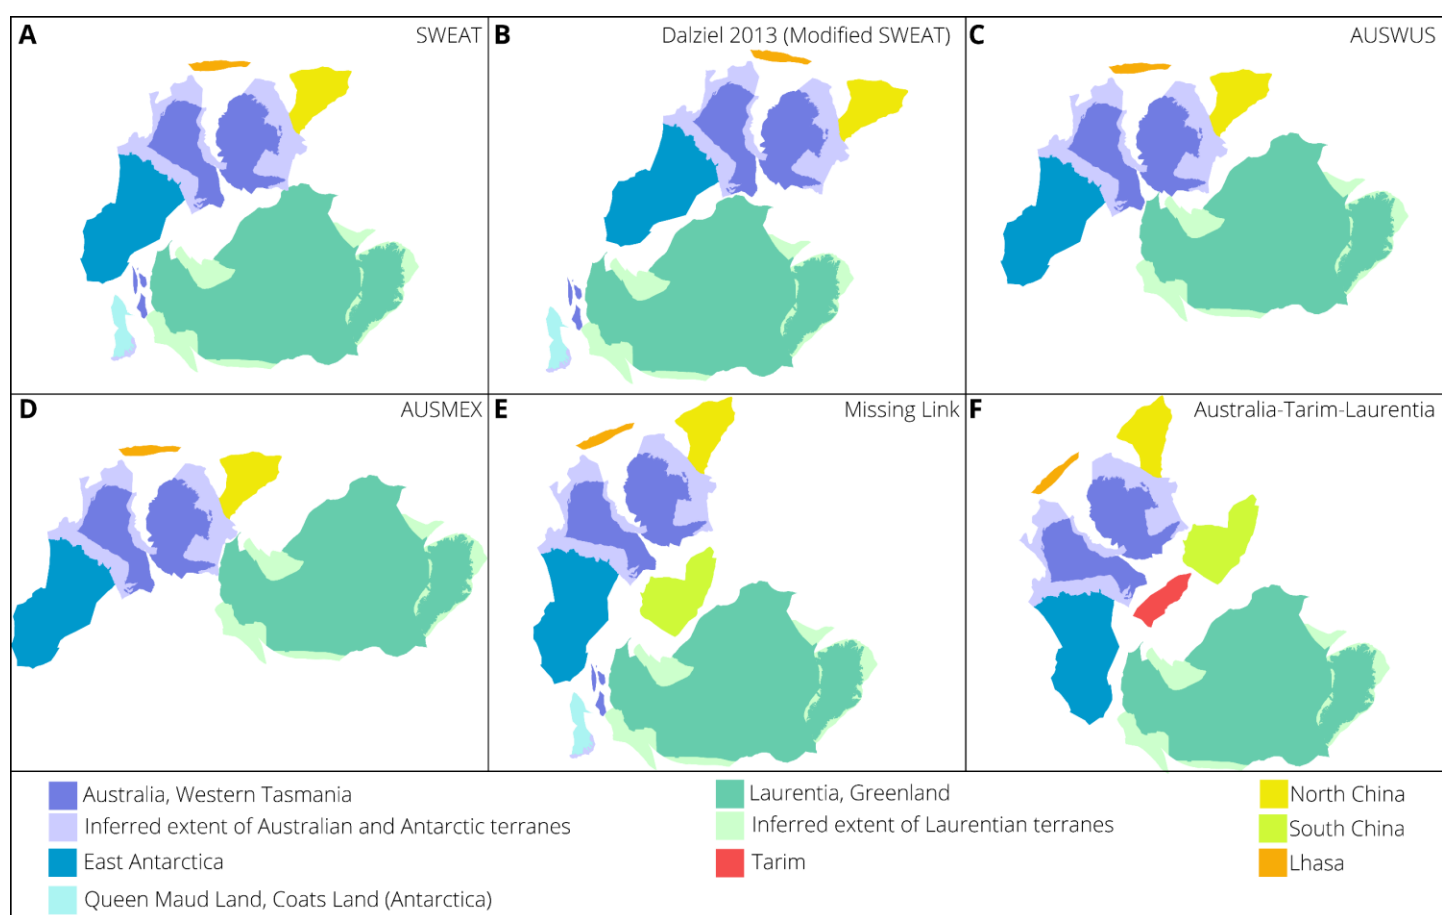 A SWEAT
B Dalziel 2013 (Modified SWEAT)
C AUSWUS
D AUSMEX
E Missing Link
F Australia-Tarim-Laurentia
Australia, Western Tasmania
Inferred extent of Australian and Antarctic terranes
East Antarctica
Queen Maud Land, Coats Land (Antarctica)
Laurentia, Greenland
Inferred extent of Laurentian terranes
Tarim
North China
South China
Lhasa